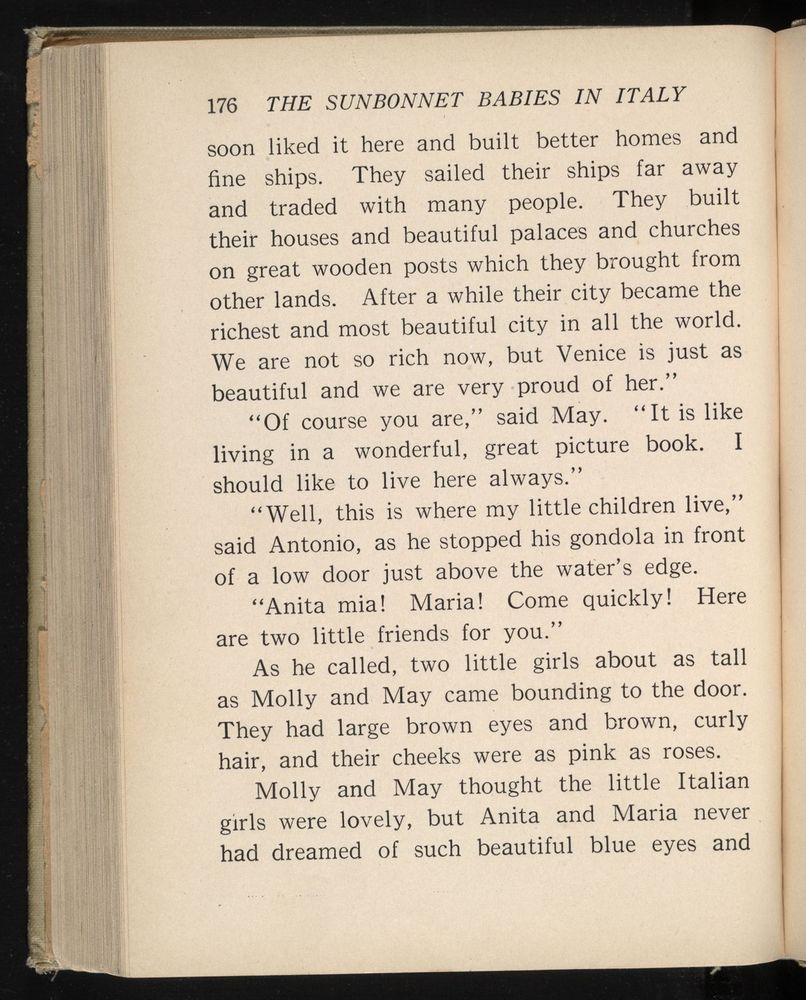 176 THE SUNBONNET BABIES IN ITALY
soon liked it here and built better homes and
fine ships. They sailed their ships far away
and traded with many people. They built
their houses and beautiful palaces and churches
on great wooden posts which they brought from
other lands. After a while their city became the
richest and most beautiful city in all the world.
We are not so rich now, but Venice is just as
beautiful and we are very proud of her.”
“Of course you are,” said May. “It is like
living in a wonderful, great picture book. I
should like to live here always.”
“Well, this is where my little children live,”
said Antonio, as he stopped his gondola in front
of a low door just above the water’s edge.
“Anita mia! Maria! Come quickly! Here
are two little friends for you.”
As he called, two little girls about as tall
as Molly and May came bounding to the door.
They had large brown eyes and brown, curly
hair, and their cheeks were as pink as roses.
Molly and May thought the little Italian
girls were lovely, but Anita and Maria never
had dreamed of such beautiful blue eyes and